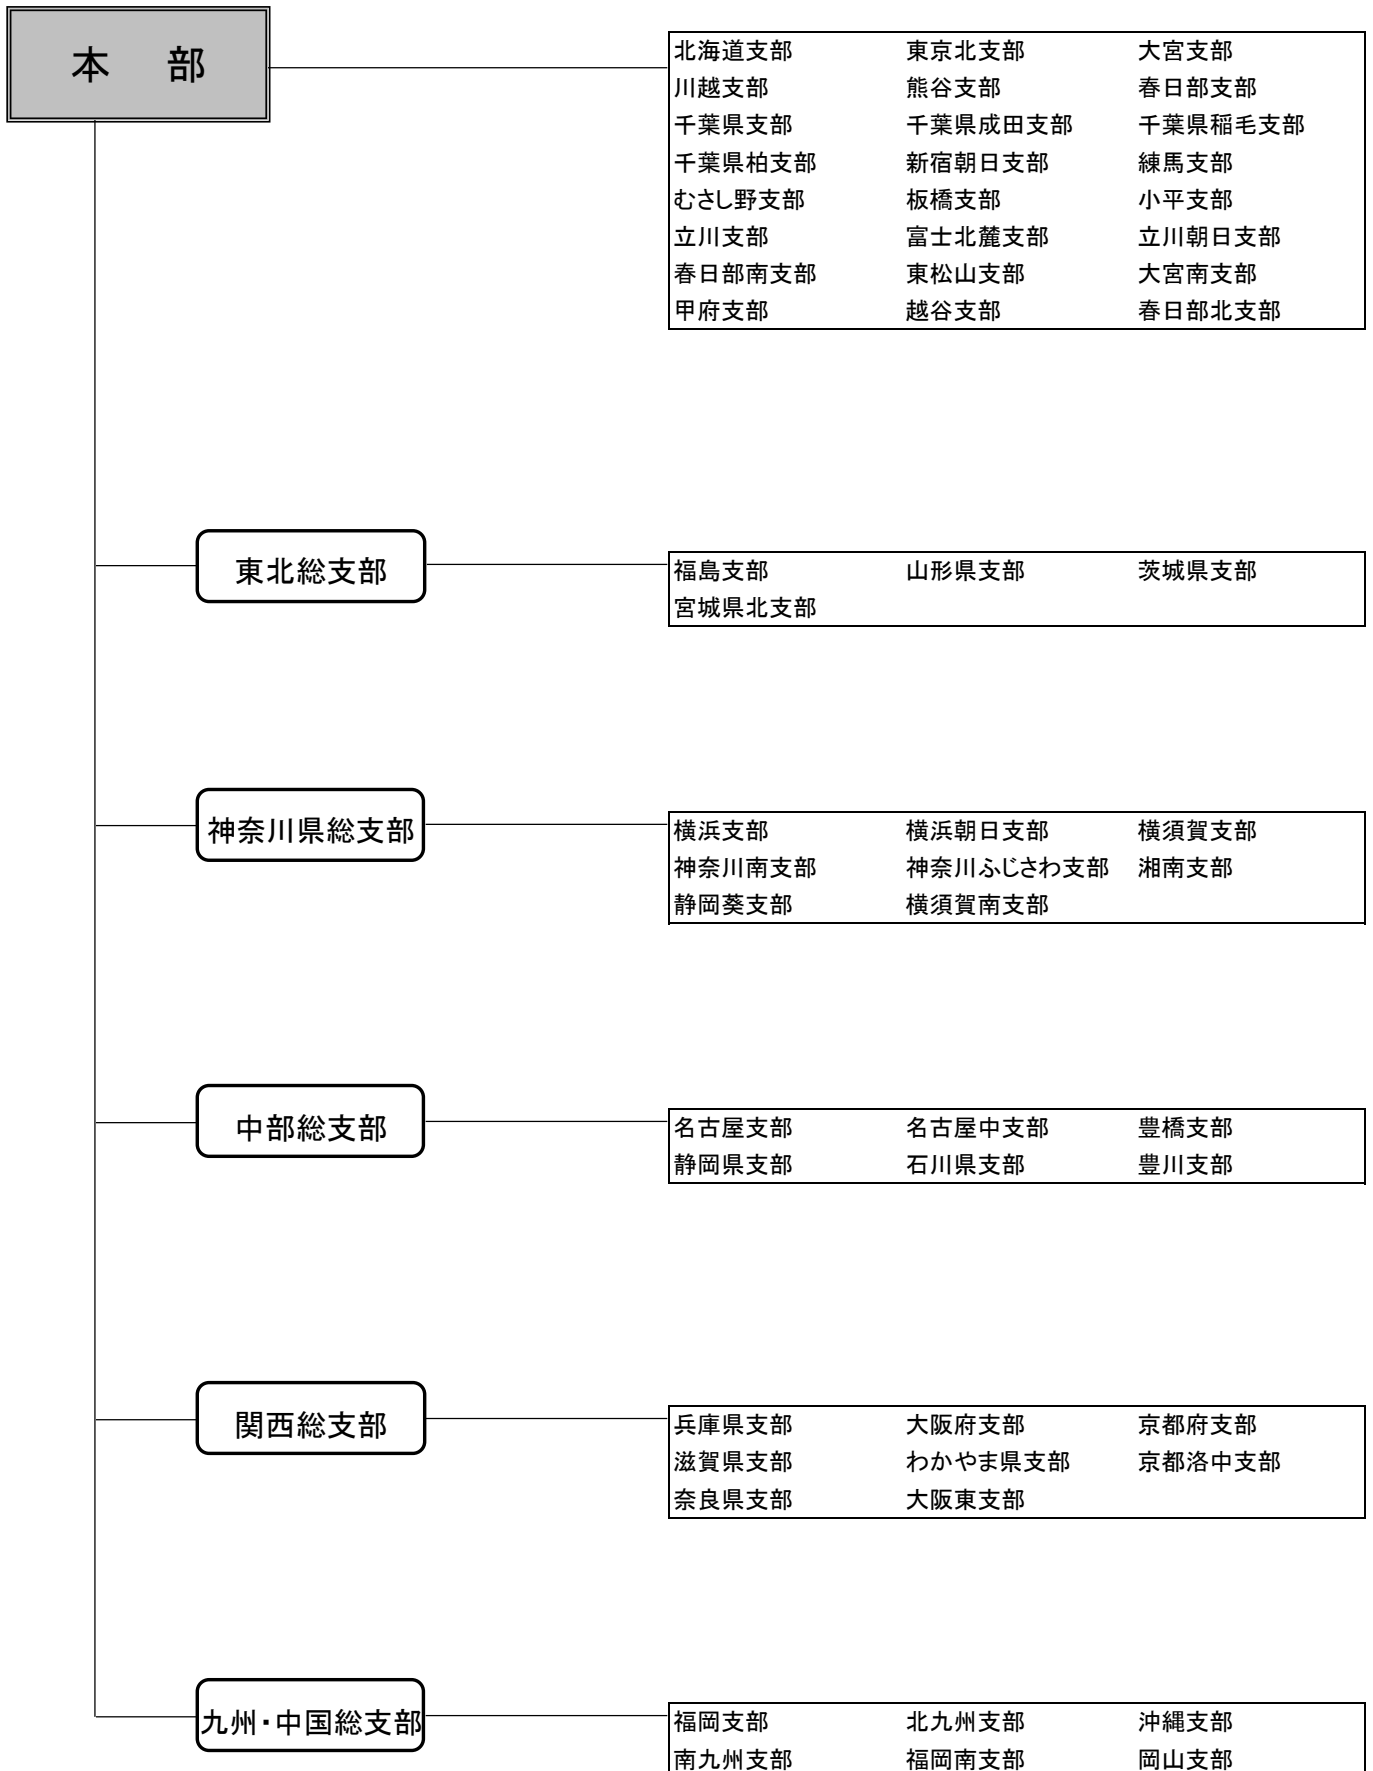 本 部
北海道支部 東京北支部 大宮支部
川越支部 熊谷支部 春日部支部
千葉県支部 千葉県成田支部 千葉県稲毛支部
千葉県柏支部 新宿朝日支部 練馬支部
むさし野支部 板橋支部 小平支部
立川支部 富士北麓支部 立川朝日支部
春日部南支部 東松山支部 大宮南支部
甲府支部 越谷支部 春日部北支部
東北総支部
福島支部 山形県支部 茨城県支部
宮城県北支部
神奈川県総支部
横浜支部 横浜朝日支部 横須賀支部
神奈川南支部 神奈川ふじさわ支部 湘南支部
静岡葵支部 横須賀南支部
中部総支部
名古屋支部 名古屋中支部 豊橋支部
静岡県支部 石川県支部 豊川支部
関西総支部
兵庫県支部 大阪府支部 京都府支部
滋賀県支部 わかやま県支部 京都洛中支部
奈良県支部 大阪東支部
九州・中国総支部
福岡支部 北九州支部 沖縄支部
南九州支部 福岡南支部 岡山支部